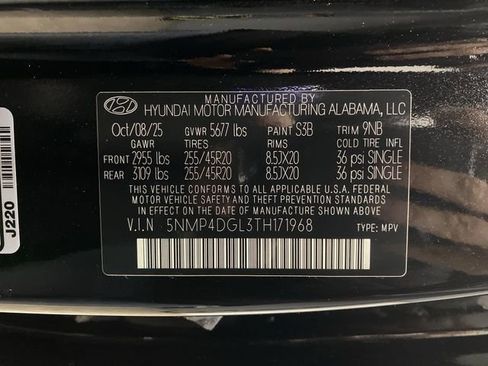 MANUFACTURED BY
HYUNDAI MOTOR MANUFACTURING ALABAMA, LLC
Oct/08/25 GVWR 5677 lbs PAINT S3B TRIM 9NB
GAWR TIRES RIMS COLD TIRE INFL
FRONT 2955 lbs 255/45R20 8.5JX20 36 psi SINGLE
REAR 3109 lbs 255/45R20 8.5JX20 36 psi SINGLE
THIS VEHICLE CONFORMS TO ALL APPLICABLE U.S.A. FEDERAL
MOTOR VEHICLE SAFETY AND THEFT PREVENTION STANDARDS
IN EFFECT ON THE DATE OF MANUFACTURE SHOWN ABOVE.
V.I.N 5NMP4DGL3TH171968 TYPE: MPV
J220